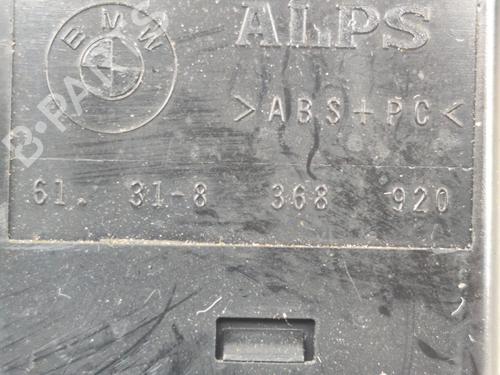 BMW
ALPS
>ABS+PC<
61. 31-8 368 920
B-PARTS